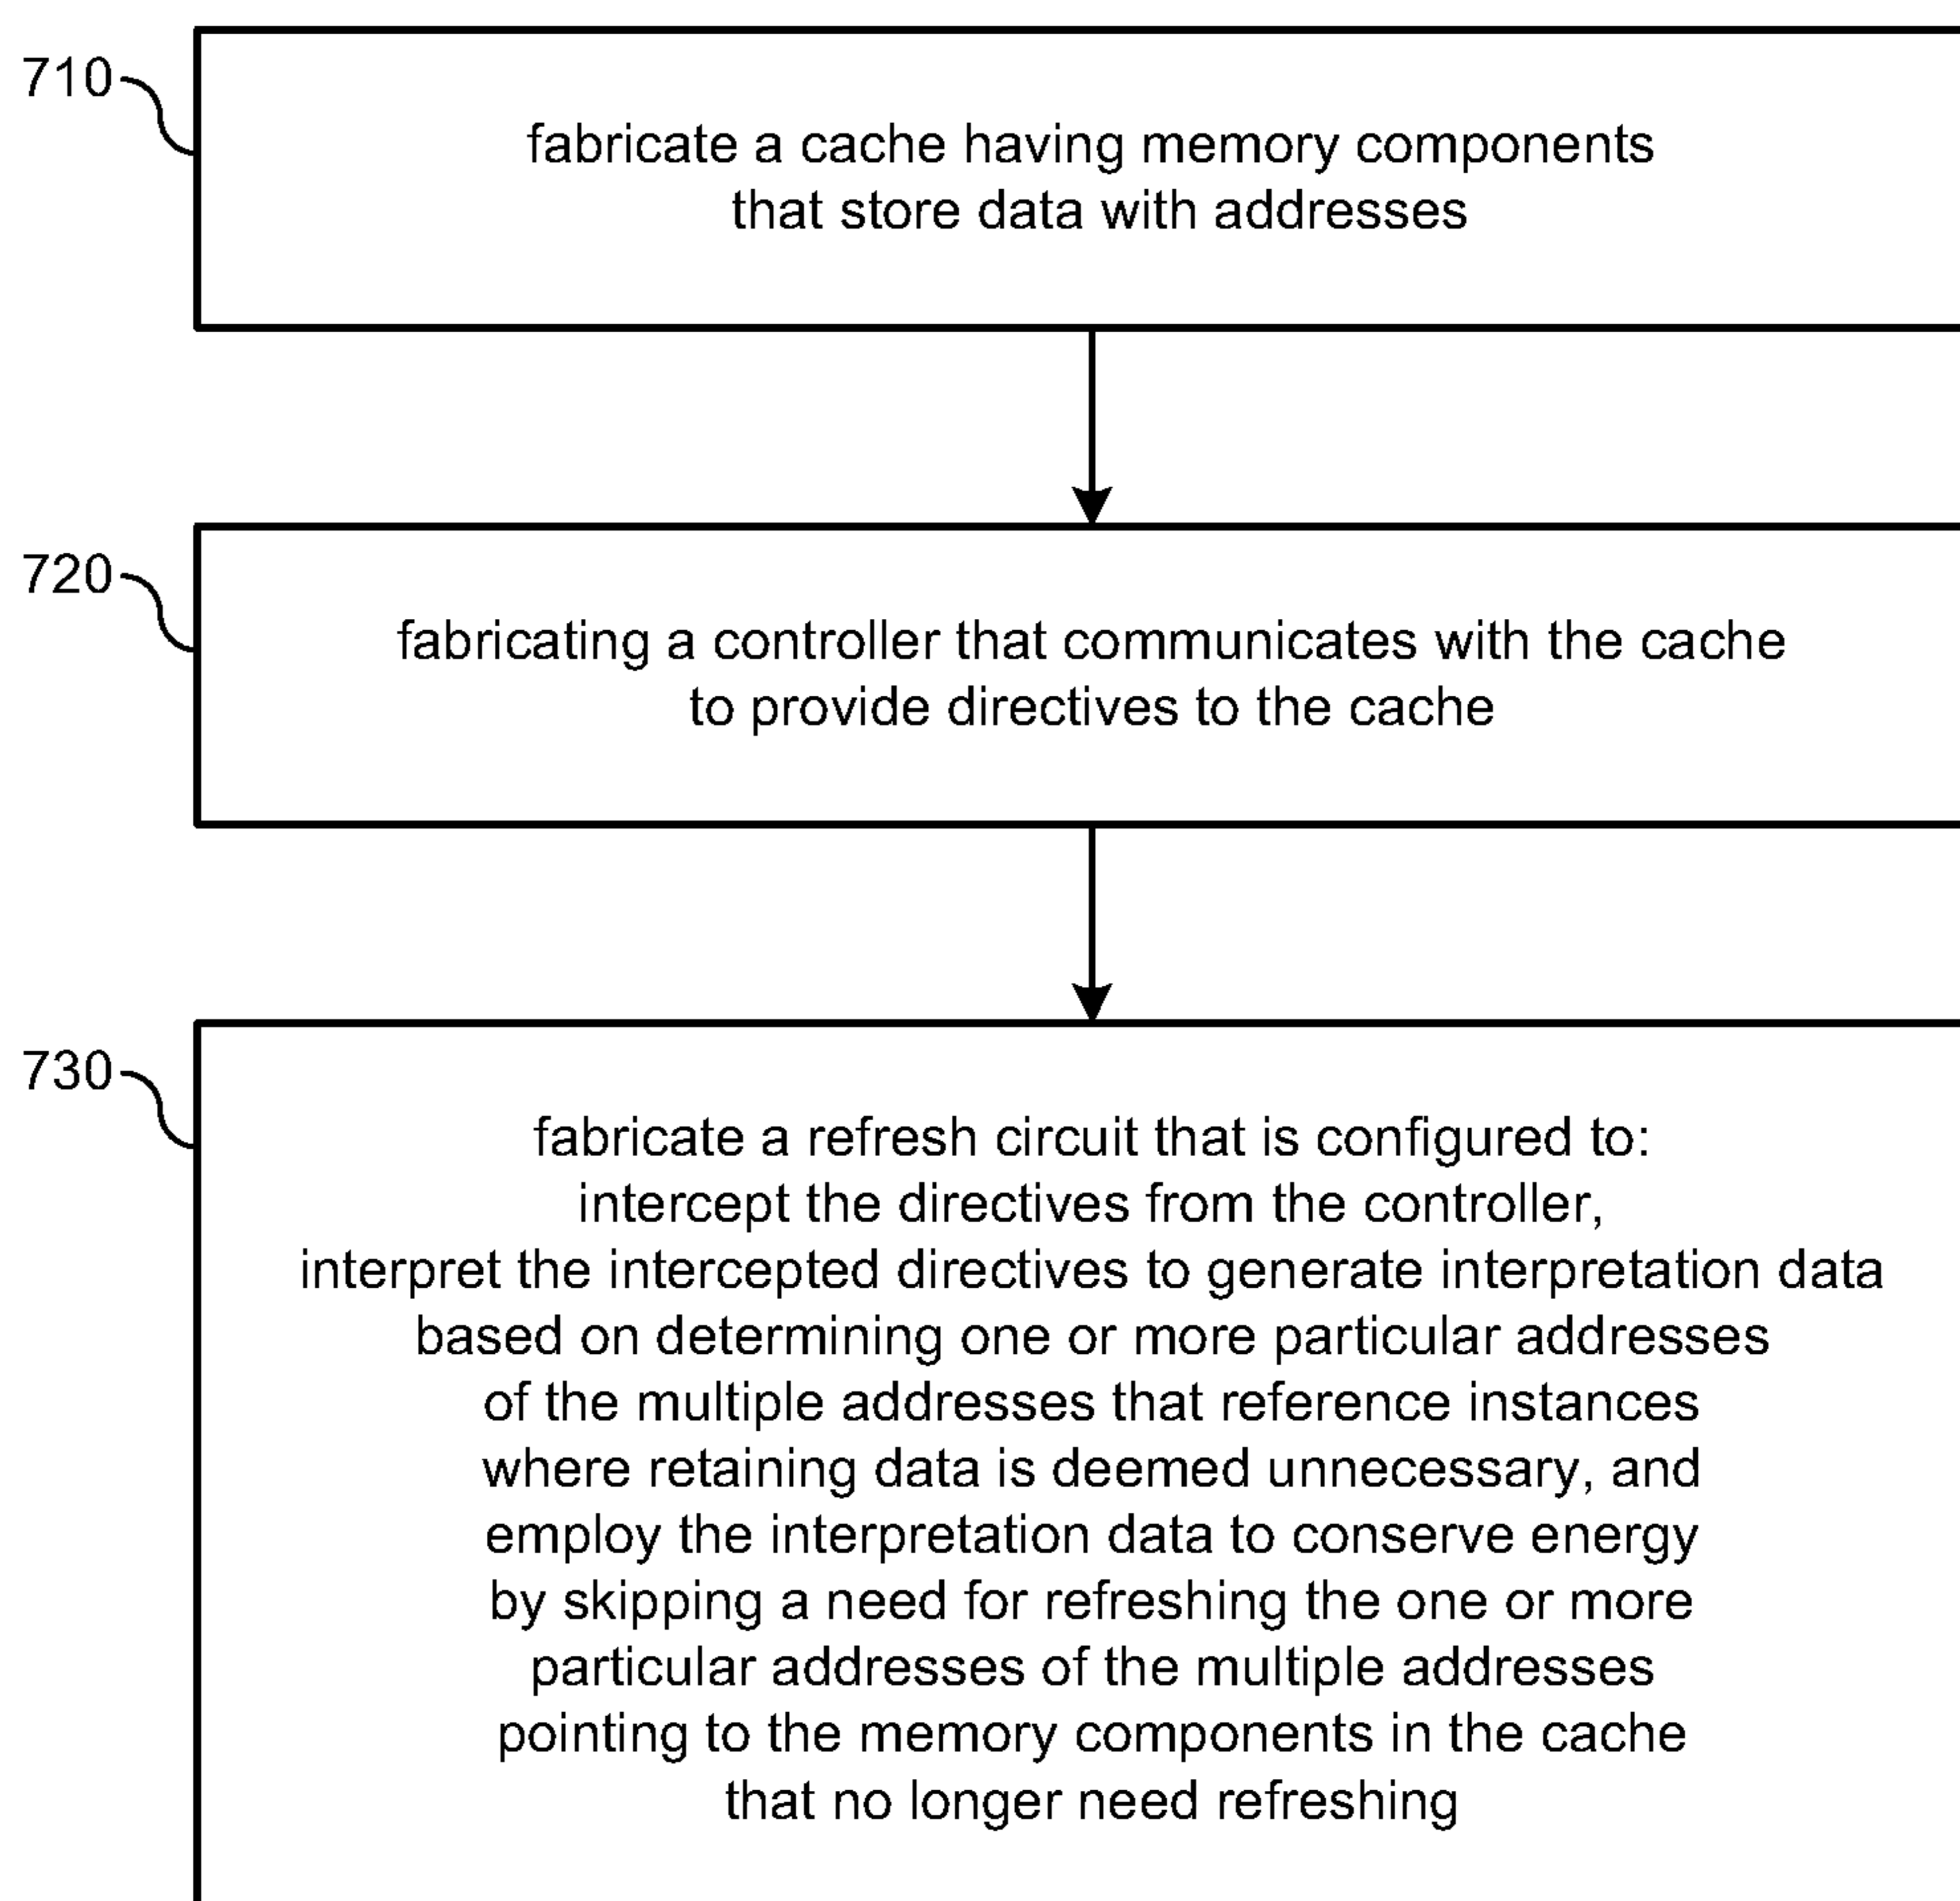 710
fabricate a cache having memory components
that store data with addresses
720
fabricating a controller that communicates with the cache
to provide directives to the cache
730
fabricate a refresh circuit that is configured to:
intercept the directives from the controller,
interpret the intercepted directives to generate interpretation data
based on determining one or more particular addresses
of the multiple addresses that reference instances
where retaining data is deemed unnecessary, and
employ the interpretation data to conserve energy
by skipping a need for refreshing the one or more
particular addresses of the multiple addresses
pointing to the memory components in the cache
that no longer need refreshing